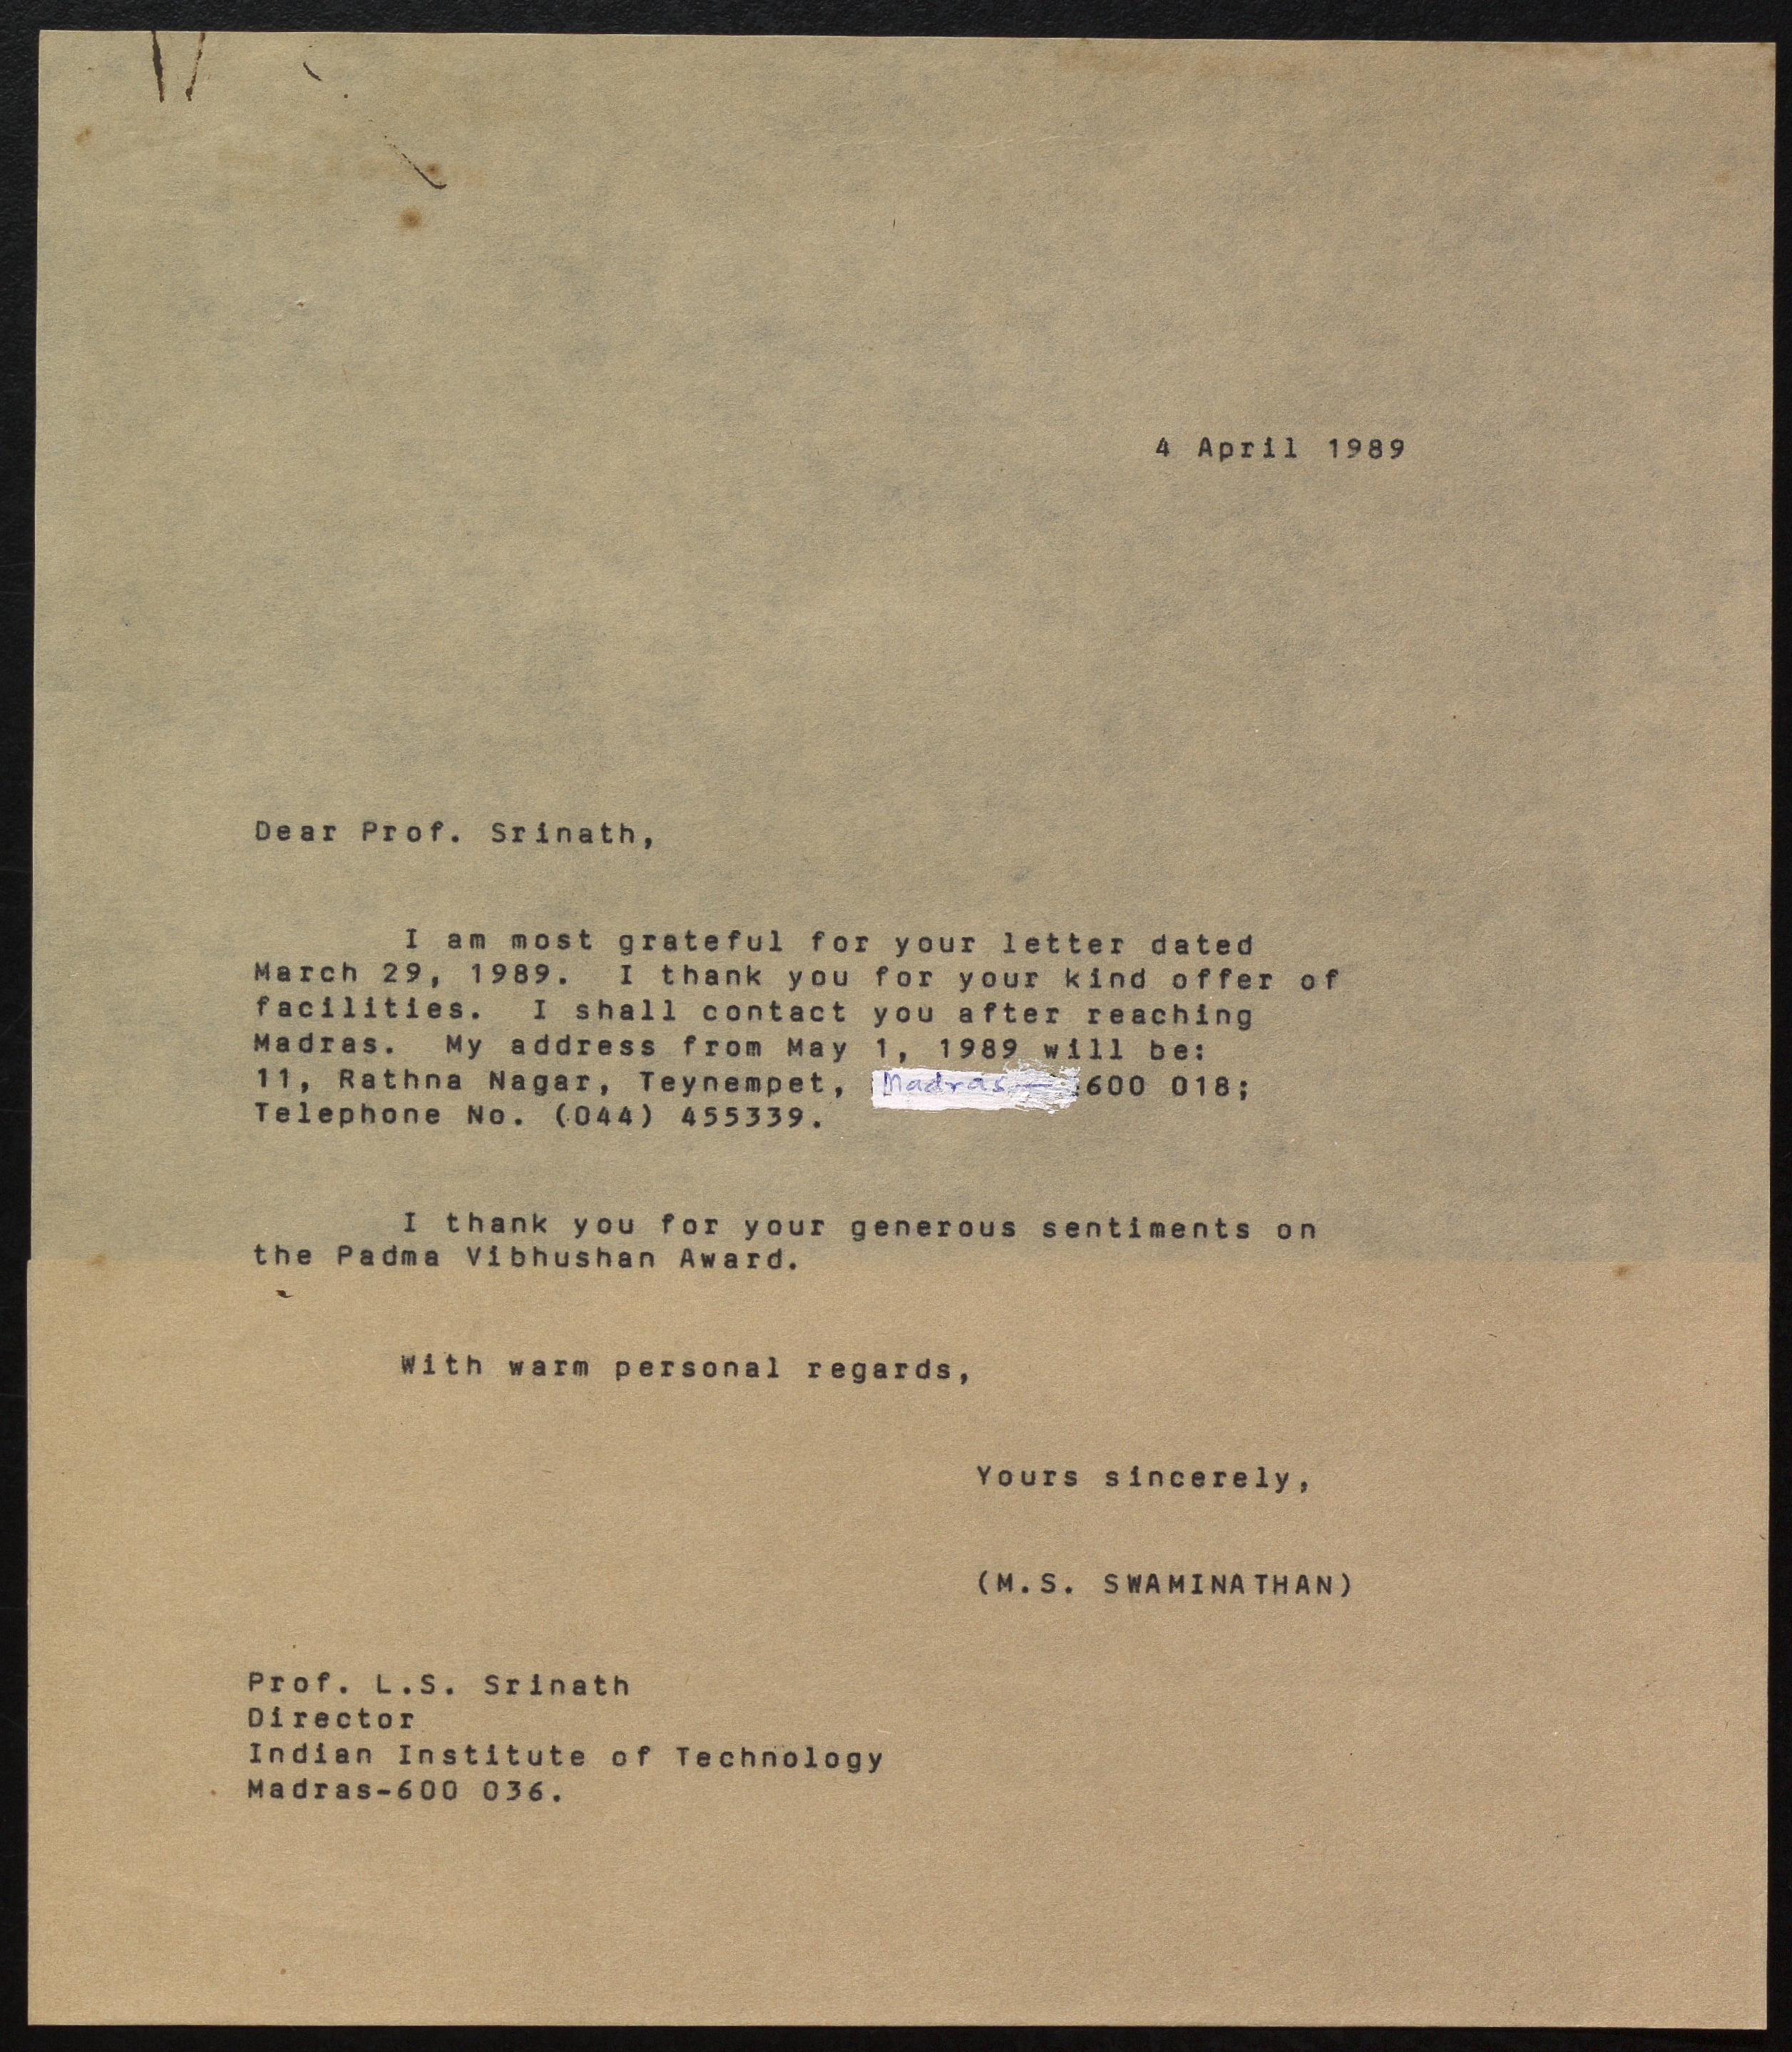 4 April 1989
Dear Prof. Srinath,
I am most grateful for your letter dated
March 29, 1989. I thank you for your kind offer of
facilities. I shall contact you after reaching
Madras. My address from May 1, 1989 will be:
11, Rathna Nagar, Teynempet, Madras - 600 018;
Telephone No. (044) 455339.
I thank you for your generous sentiments on
the Padma Vibhushan Award.
With warm personal regards,
Yours sincerely,
(M.S. SWAMINATHAN)
Prof. L.S. Srinath
Director
Indian Institute of Technology
Madras-600 036.